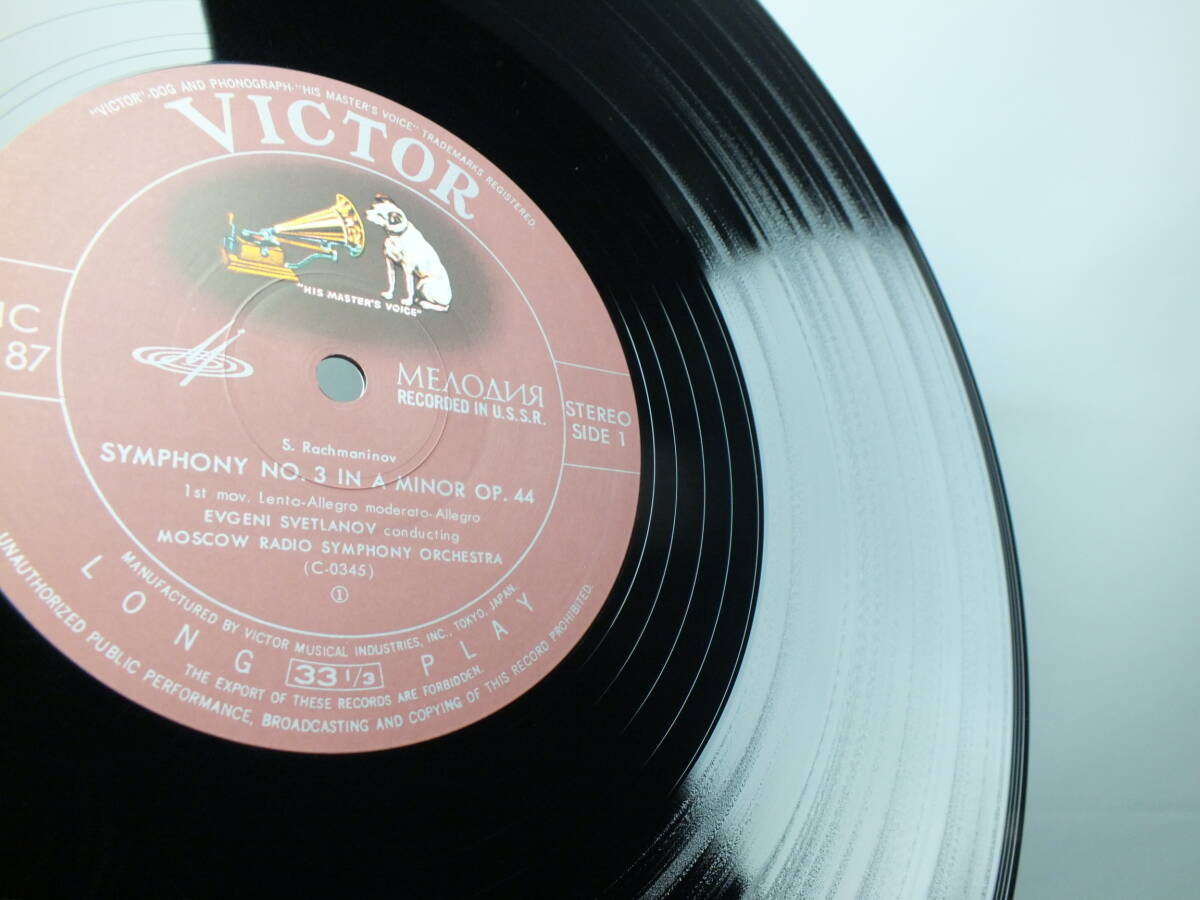 "VICTOR"-DOG AND PHONOGRAPH-"HIS MASTER'S VOICE" TRADEMARKS REGISTERED.
VICTOR
"HIS MASTER'S VOICE"
87
МЕЛОДИЯ
RECORDED IN U.S.S.R.
STEREO
SIDE 1
S. Rachmaninov
SYMPHONY NO. 3 IN A MINOR OP. 44
1st mov. Lento-Allegro moderato-Allegro
EVGENI SVETLANOV conducting
MOSCOW RADIO SYMPHONY ORCHESTRA
(C-0345)
①
MANUFACTURED BY VICTOR MUSICAL INDUSTRIES, INC., TOKYO, JAPAN.
LONG 33 1/3 PLAY
THE EXPORT OF THESE RECORDS ARE FORBIDDEN.
UNAUTHORIZED PUBLIC PERFORMANCE, BROADCASTING AND COPYING OF THIS RECORD PROHIBITED.